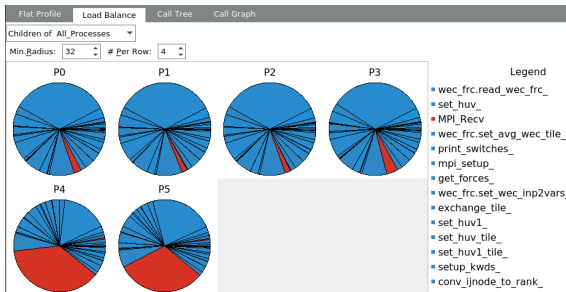 Flat Profile Load Balance Call Tree Call Graph
Children of All_Processes
Min.Radius: 32 # Per Row: 4
P0 P1 P2 P3 Legend
wec_frc.read_wec_frc_
set_huv_
MPI_Recv
wec_frc.set_avg_wec_tile_
print_switches_
mpi_setup_
get_forces_
wec_frc.set_wec_inp2vars_
exchange_tile_
set_huv1_
set_huv_tile_
set_huv1_tile_
setup_kwds_
conv_ijnode_to_rank_
P4 P5